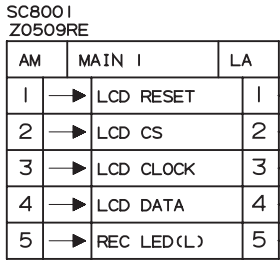 SC8001
Z0509RE
AM MAIN 1 LA
1 LCD RESET 1
2 LCD CS 2
3 LCD CLOCK 3
4 LCD DATA 4
5 REC LED(L) 5